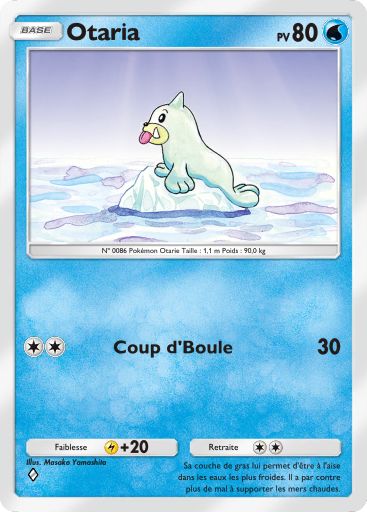 BASE Otaria PV 80
N° 0086 Pokémon Otarie Taille : 1,1 m Poids : 90,0 kg
Coup d'Boule 30
Faiblesse +20 Retraite
Illus. Masako Yamashita
Sa couche de gras lui permet d'être à l'aise
dans les eaux les plus froides. Il a par contre
plus de mal à supporter les mers chaudes.